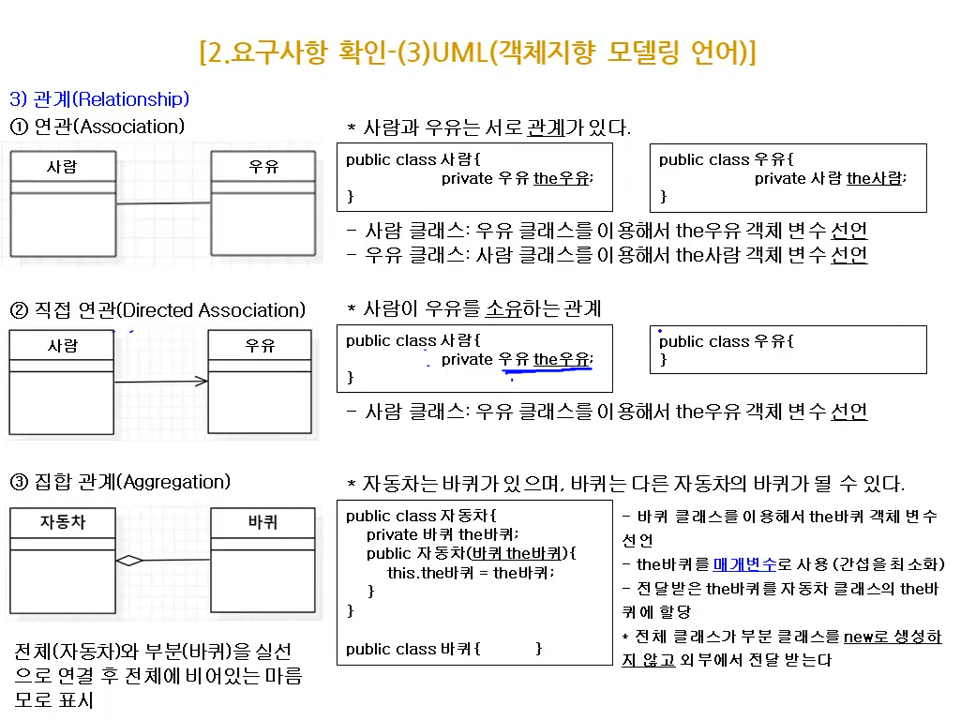 [2.요구사항 확인-(3)UML(객체지향 모델링 언어)]
3) 관계(Relationship)
① 연관(Association)
* 사람과 우유는 서로 관계가 있다.
사람
우유
public class 사람{
private 우유 the우유;
}
public class 우유{
private 사람 the사람;
}
- 사람 클래스: 우유 클래스를 이용해서 the우유 객체 변수 선언
- 우유 클래스: 사람 클래스를 이용해서 the사람 객체 변수 선언
② 직접 연관(Directed Association)
* 사람이 우유를 소유하는 관계
사람
우유
public class 사람{
private 우유 the우유;
}
public class 우유{
}
- 사람 클래스: 우유 클래스를 이용해서 the우유 객체 변수 선언
③ 집합 관계(Aggregation)
* 자동차는 바퀴가 있으며, 바퀴는 다른 자동차의 바퀴가 될 수 있다.
자동차
바퀴
public class 자동차{
private 바퀴 the바퀴;
public 자동차(바퀴 the바퀴){
this.the바퀴 = the바퀴;
}
}
public class 바퀴{ }
- 바퀴 클래스를 이용해서 the바퀴 객체 변수
선언
- the바퀴를 매개변수로 사용 (간섭을 최소화)
- 전달받은 the바퀴를 자동차 클래스의 the바
퀴에 할당
* 전체 클래스가 부분 클래스를 new로 생성하
지 않고 외부에서 전달 받는다
전체(자동차)와 부분(바퀴)을 실선
으로 연결 후 전체에 비어있는 마름
모로 표시